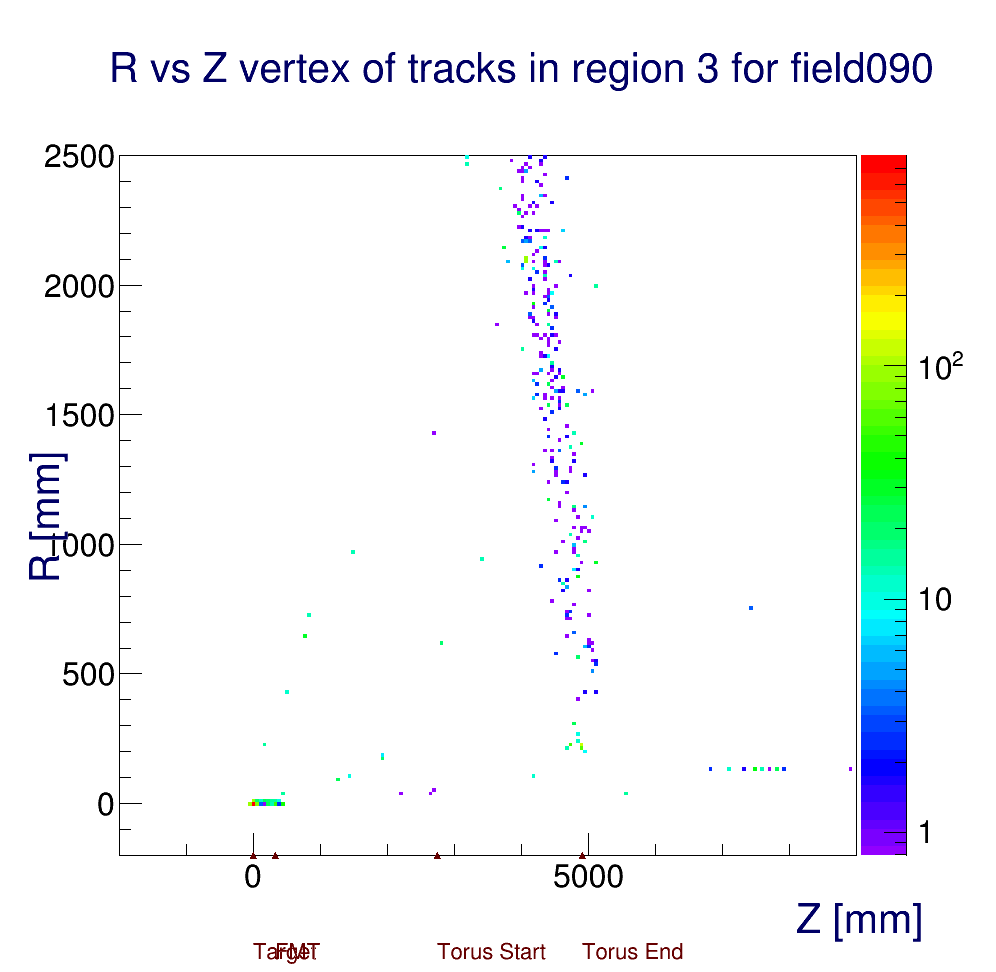 R vs Z vertex of tracks in region 3 for field090
2500
2000
1500
1000
500
0
R [mm]
10²
10
1
0 5000
Z [mm]
Target FMT Torus Start Torus End